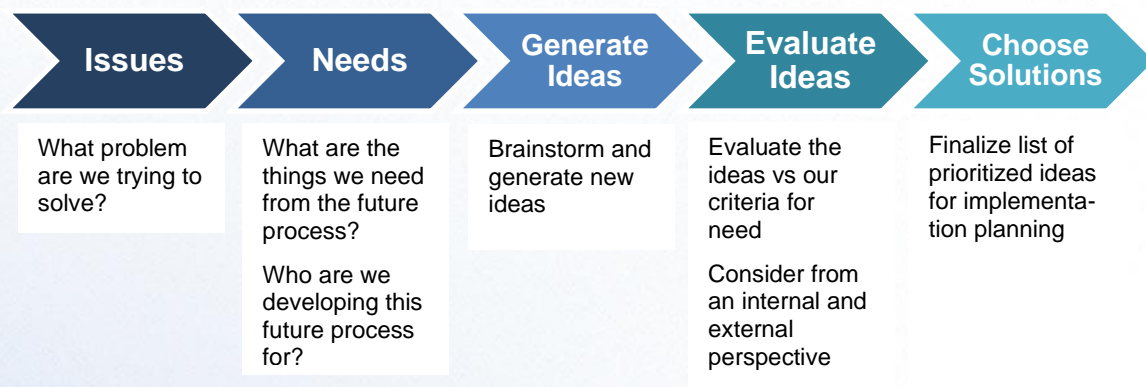 Issues
What problem
are we trying to
solve?
Needs
What are the
things we need
from the future
process?
Who are we
developing this
future process
for?
Generate
Ideas
Brainstorm and
generate new
ideas
Evaluate
Ideas
Evaluate the
ideas vs our
criteria for
need
Consider from
an internal and
external
perspective
Choose
Solutions
Finalize list of
prioritized ideas
for implementa-
tion planning